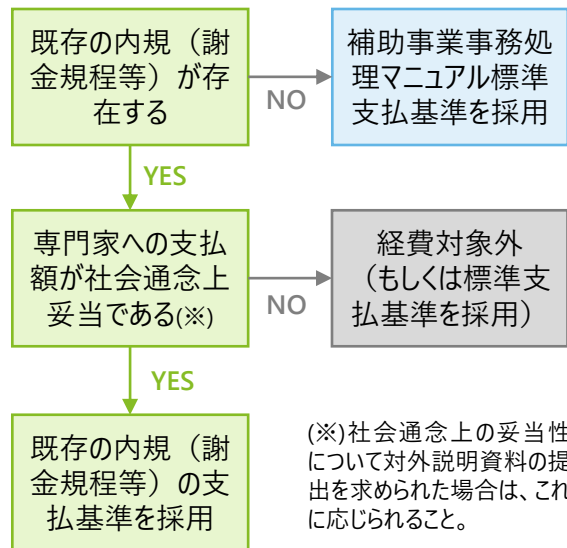 既存の内規（謝
金規程等）が存
在する
NO
補助事業事務処
理マニュアル標準
支払基準を採用
YES
専門家への支払
額が社会通念上
妥当である(※)
NO
経費対象外
（もしくは標準支
払基準を採用）
YES
既存の内規（謝
金規程等）の支
払基準を採用
(※)社会通念上の妥当性
について対外説明資料の提
出を求められた場合は、これ
に応じられること。